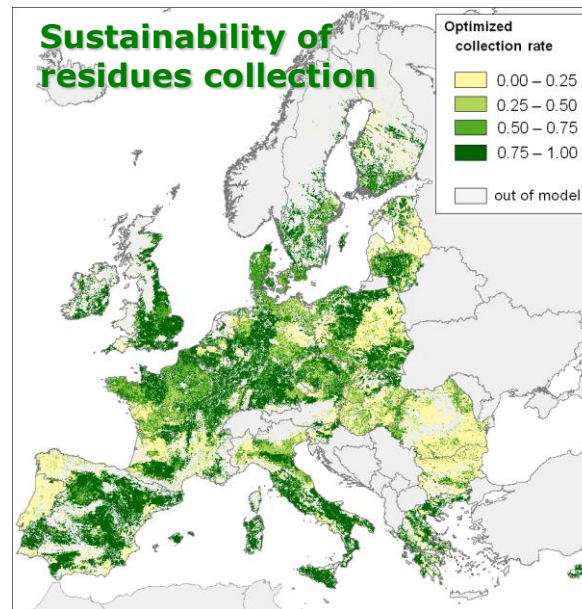 Sustainability of
residues collection
Optimized
collection rate
0.00 – 0.25
0.25 – 0.50
0.50 – 0.75
0.75 – 1.00
out of model